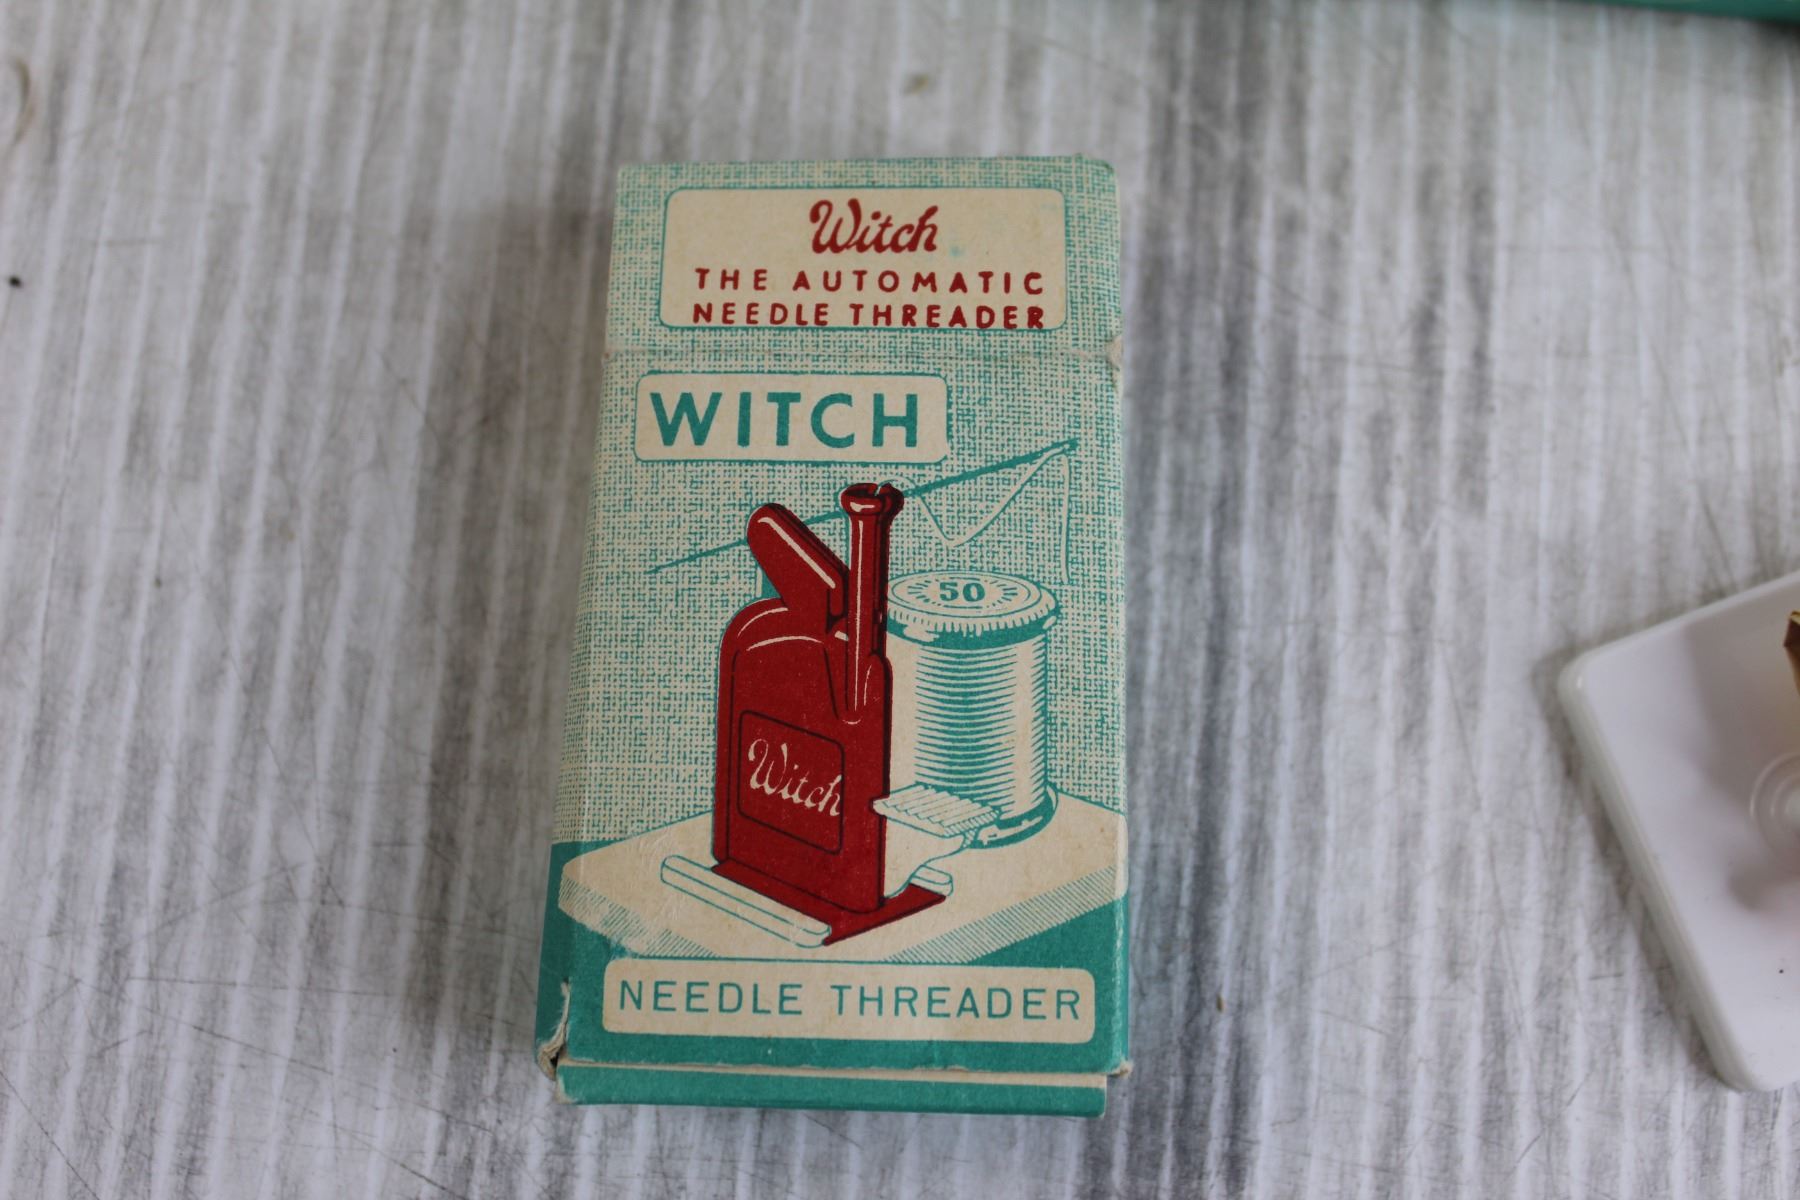 Witch
THE AUTOMATIC
NEEDLE THREADER
WITCH
50
Witch
NEEDLE THREADER